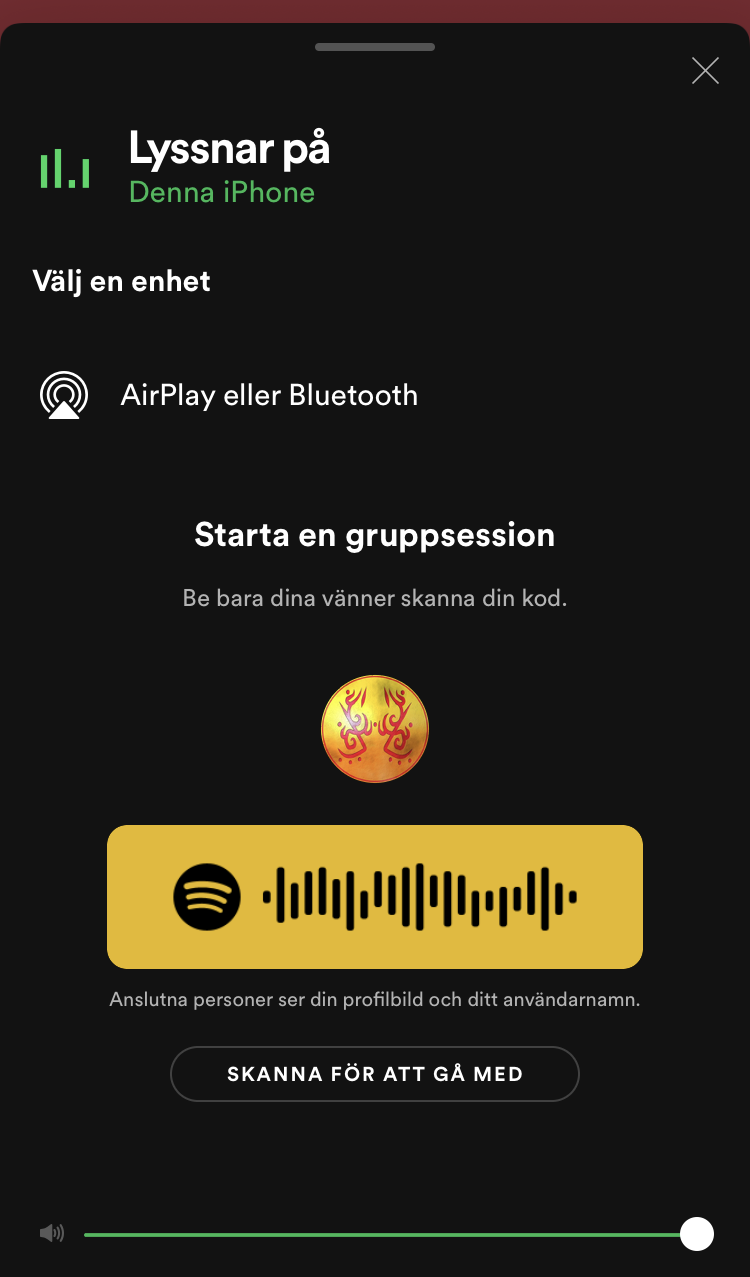 Lyssnar på
Denna iPhone
Välj en enhet
AirPlay eller Bluetooth
Starta en gruppsession
Be bara dina vänner skanna din kod.
Anslutna personer ser din profilbild och ditt användarnamn.
SKANNA FÖR ATT GÅ MED